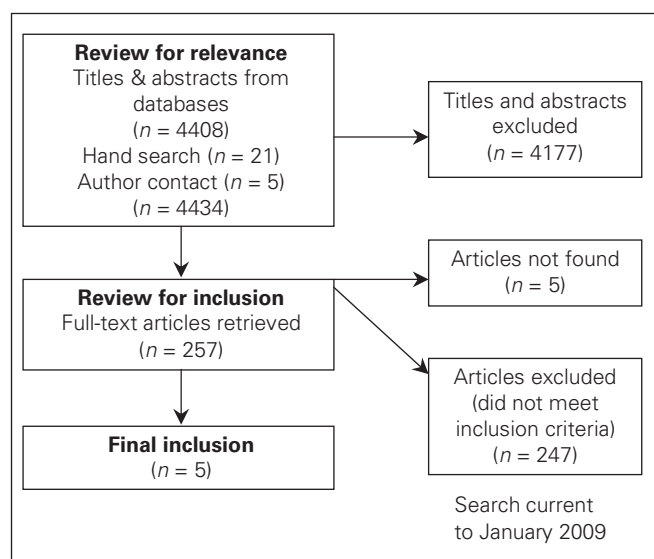 Review for relevance
Titles & abstracts from
databases
(n = 4408)
Hand search (n = 21)
Author contact (n = 5)
(n = 4434)
Titles and abstracts
excluded
(n = 4177)
Review for inclusion
Full-text articles retrieved
(n = 257)
Articles not found
(n = 5)
Articles excluded
(did not meet
inclusion criteria)
(n = 247)
Final inclusion
(n = 5)
Search current
to January 2009